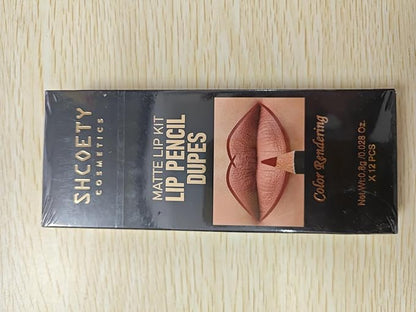 SHCOETY
COSMETICS
MATTE LIP KIT
LIP PENCIL
DUPES
Color Rendering
Net.Wt:0.8g./0.028 Oz.
X 12 PCS